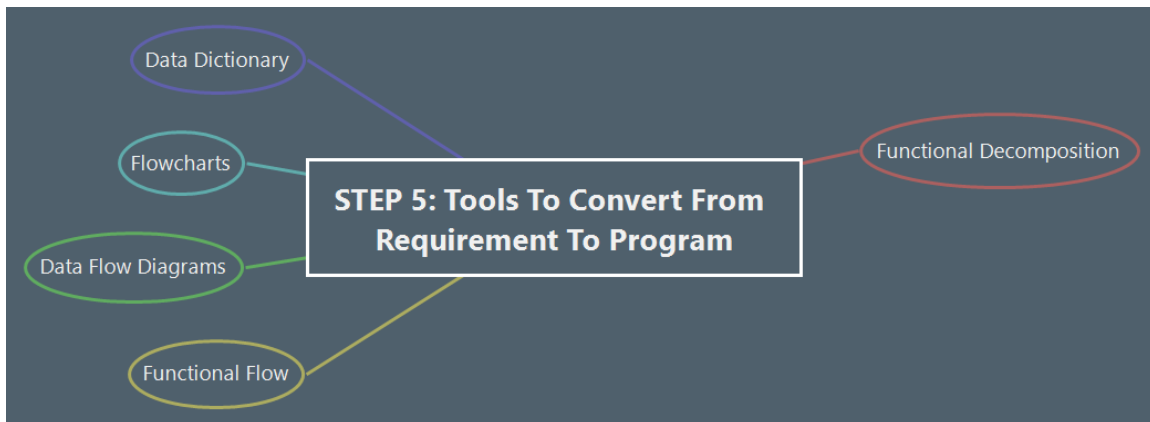 Data Dictionary
Flowcharts
Data Flow Diagrams
Functional Flow
STEP 5: Tools To Convert From
Requirement To Program
Functional Decomposition